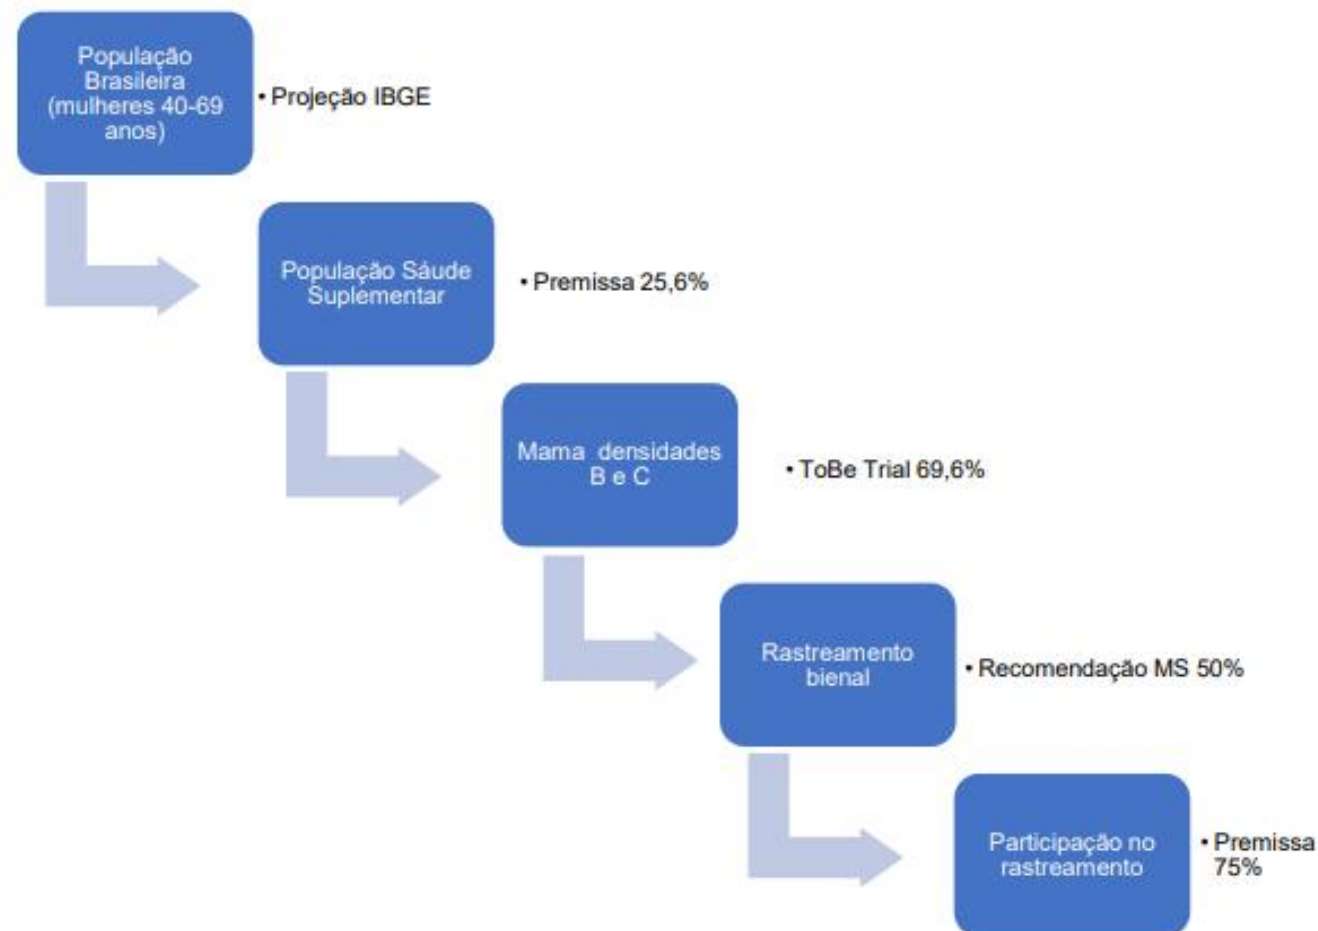 População
Brasileira
(mulheres 40-69
anos)
• Projeção IBGE
População Sáude
Suplementar
• Premissa 25,6%
Mama densidades
B e C
• ToBe Trial 69,6%
Rastreamento
bienal
• Recomendação MS 50%
Participação no
rastreamento
• Premissa
75%